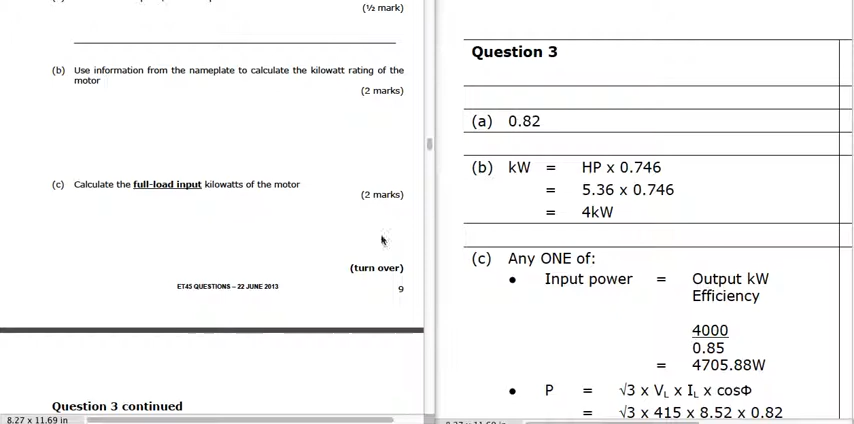 (½ mark)
(b) Use information from the nameplate to calculate the kilowatt rating of the
motor
(2 marks)
(c) Calculate the full-load input kilowatts of the motor
(2 marks)
(turn over)
ET45 QUESTIONS – 22 JUNE 2013
9
Question 3 continued
8.27 x 11.69 in
Question 3
(a) 0.82
(b) kW = HP x 0.746
= 5.36 x 0.746
= 4kW
(c) Any ONE of:
• Input power = Output kW
Efficiency
4000
0.85
= 4705.88W
• P = √3 x VL x IL x cosΦ
= √3 x 415 x 8.52 x 0.82